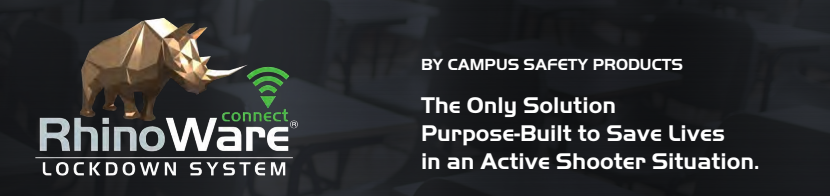 connect
RhinoWare®
LOCKDOWN SYSTEM
BY CAMPUS SAFETY PRODUCTS
The Only Solution
Purpose-Built to Save Lives
in an Active Shooter Situation.